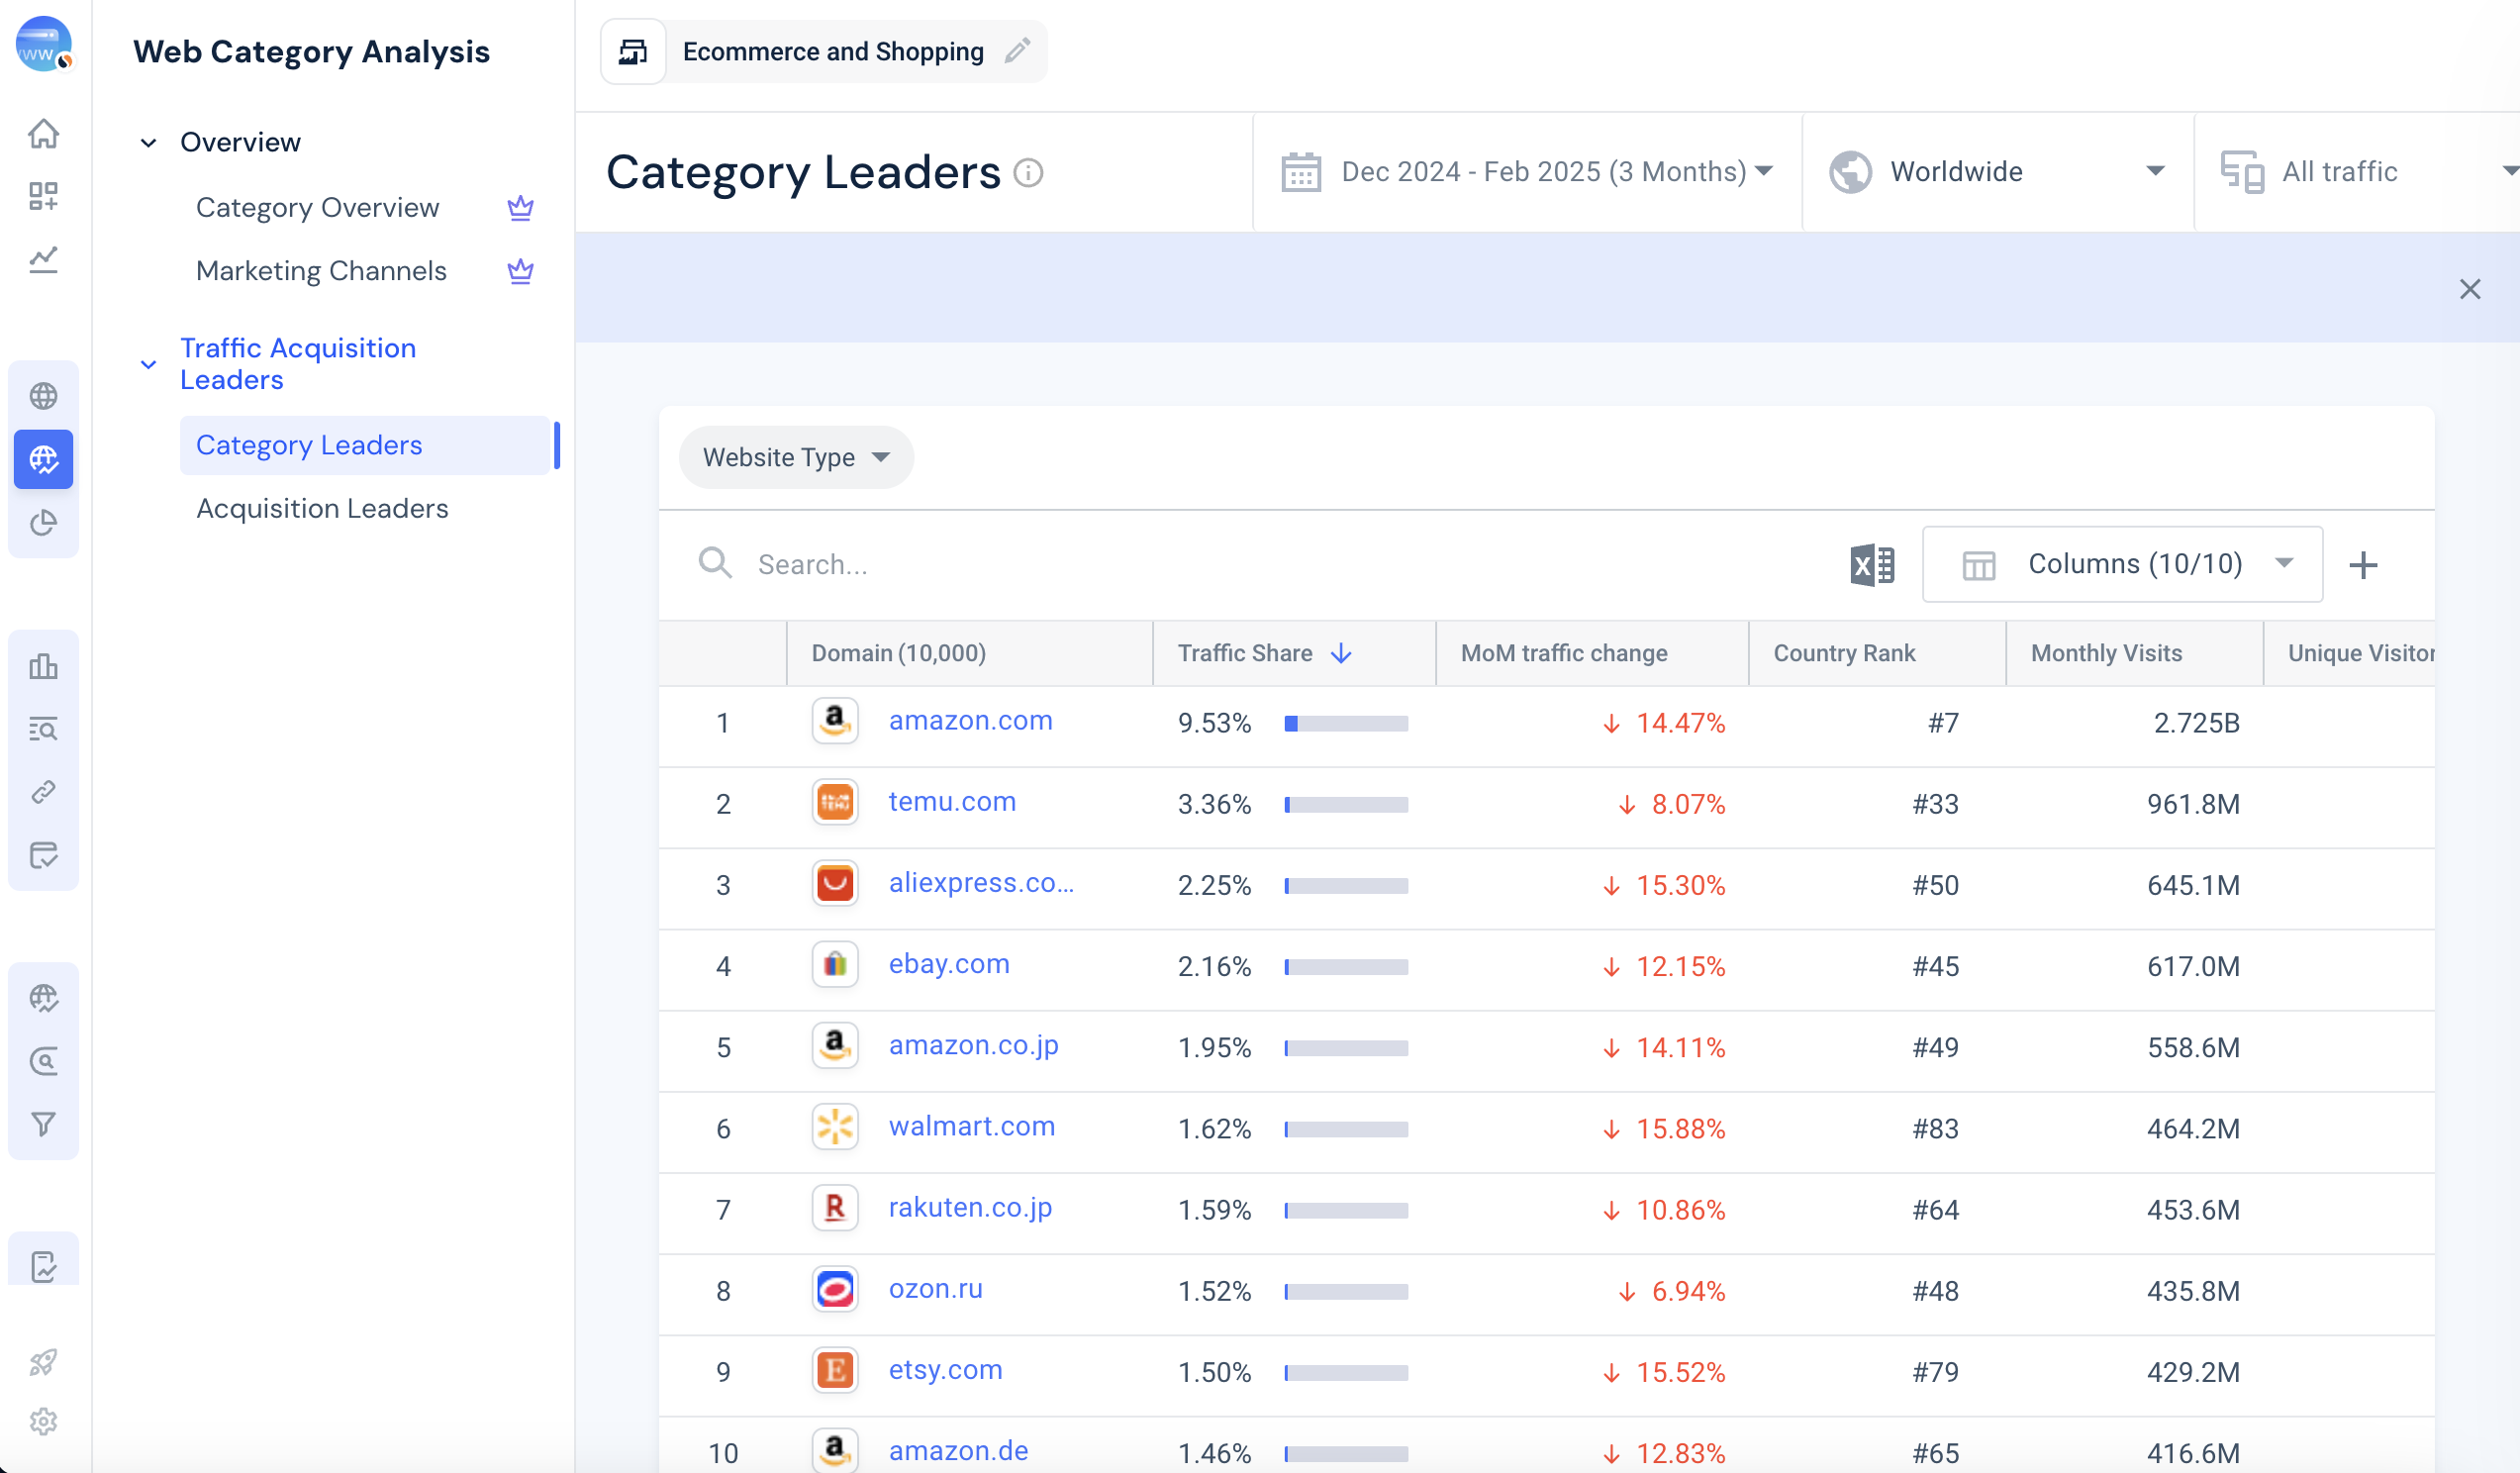 Web Category Analysis
Overview
Category Overview
Marketing Channels
Traffic Acquisition
Leaders
Category Leaders
Acquisition Leaders
Ecommerce and Shopping
Category Leaders
Dec 2024 - Feb 2025 (3 Months)
Worldwide
All traffic
Website Type
Search...
Columns (10/10)
Domain (10,000) Traffic Share MoM traffic change Country Rank Monthly Visits Unique Visitor
1 amazon.com 9.53% 14.47% #7 2.725B
2 temu.com 3.36% 8.07% #33 961.8M
3 aliexpress.co... 2.25% 15.30% #50 645.1M
4 ebay.com 2.16% 12.15% #45 617.0M
5 amazon.co.jp 1.95% 14.11% #49 558.6M
6 walmart.com 1.62% 15.88% #83 464.2M
7 rakuten.co.jp 1.59% 10.86% #64 453.6M
8 ozon.ru 1.52% 6.94% #48 435.8M
9 etsy.com 1.50% 15.52% #79 429.2M
10 amazon.de 1.46% 12.83% #65 416.6M